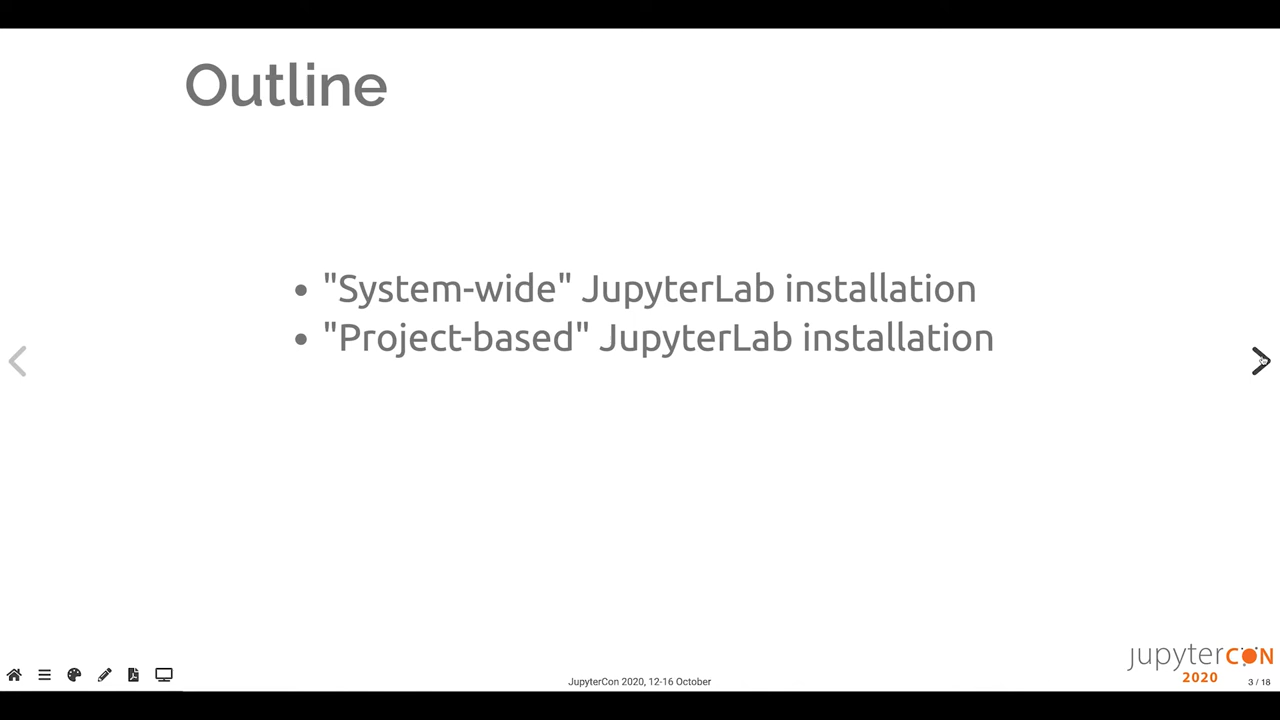 Outline
• "System-wide" JupyterLab installation
• "Project-based" JupyterLab installation
jupytercon
2020
JupyterCon 2020, 12-16 October
3 / 18